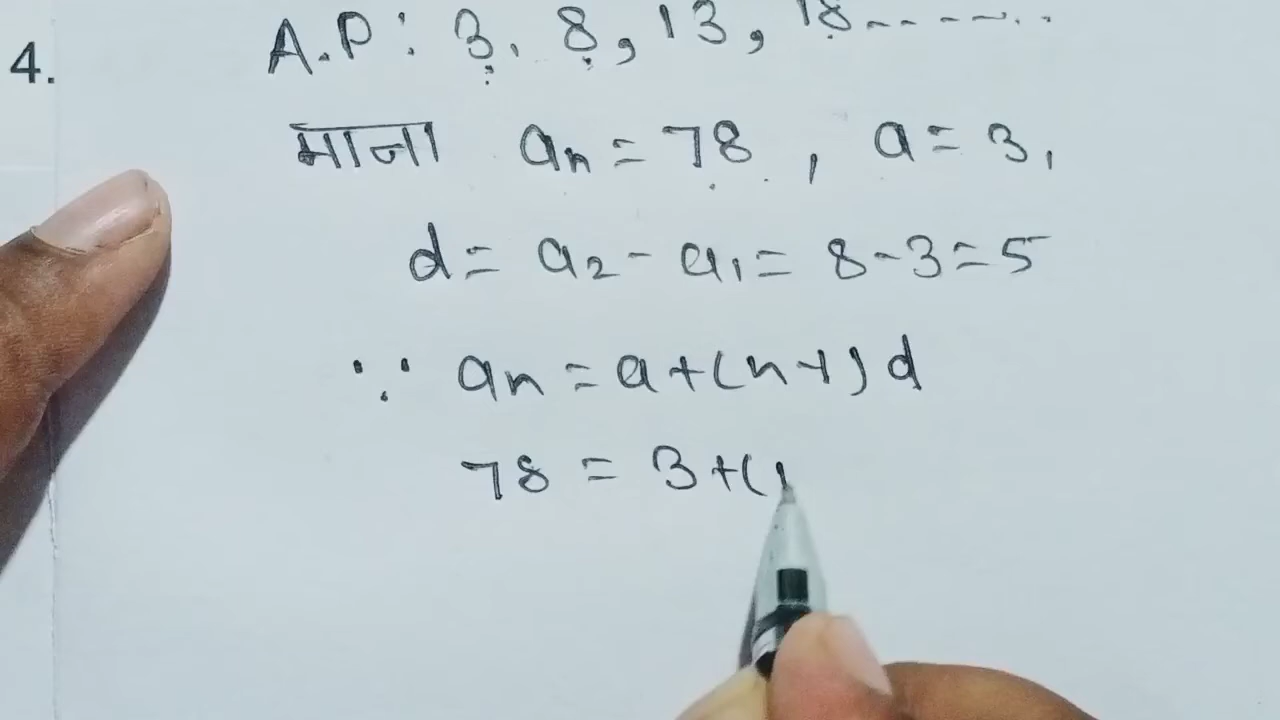 4.
A.P: 3, 8, 13, 18-------..
माना an = 78 , a = 3,
d = a2 - a1 = 8 - 3 = 5
∵ an = a + (n-1) d
78 = 3 + (